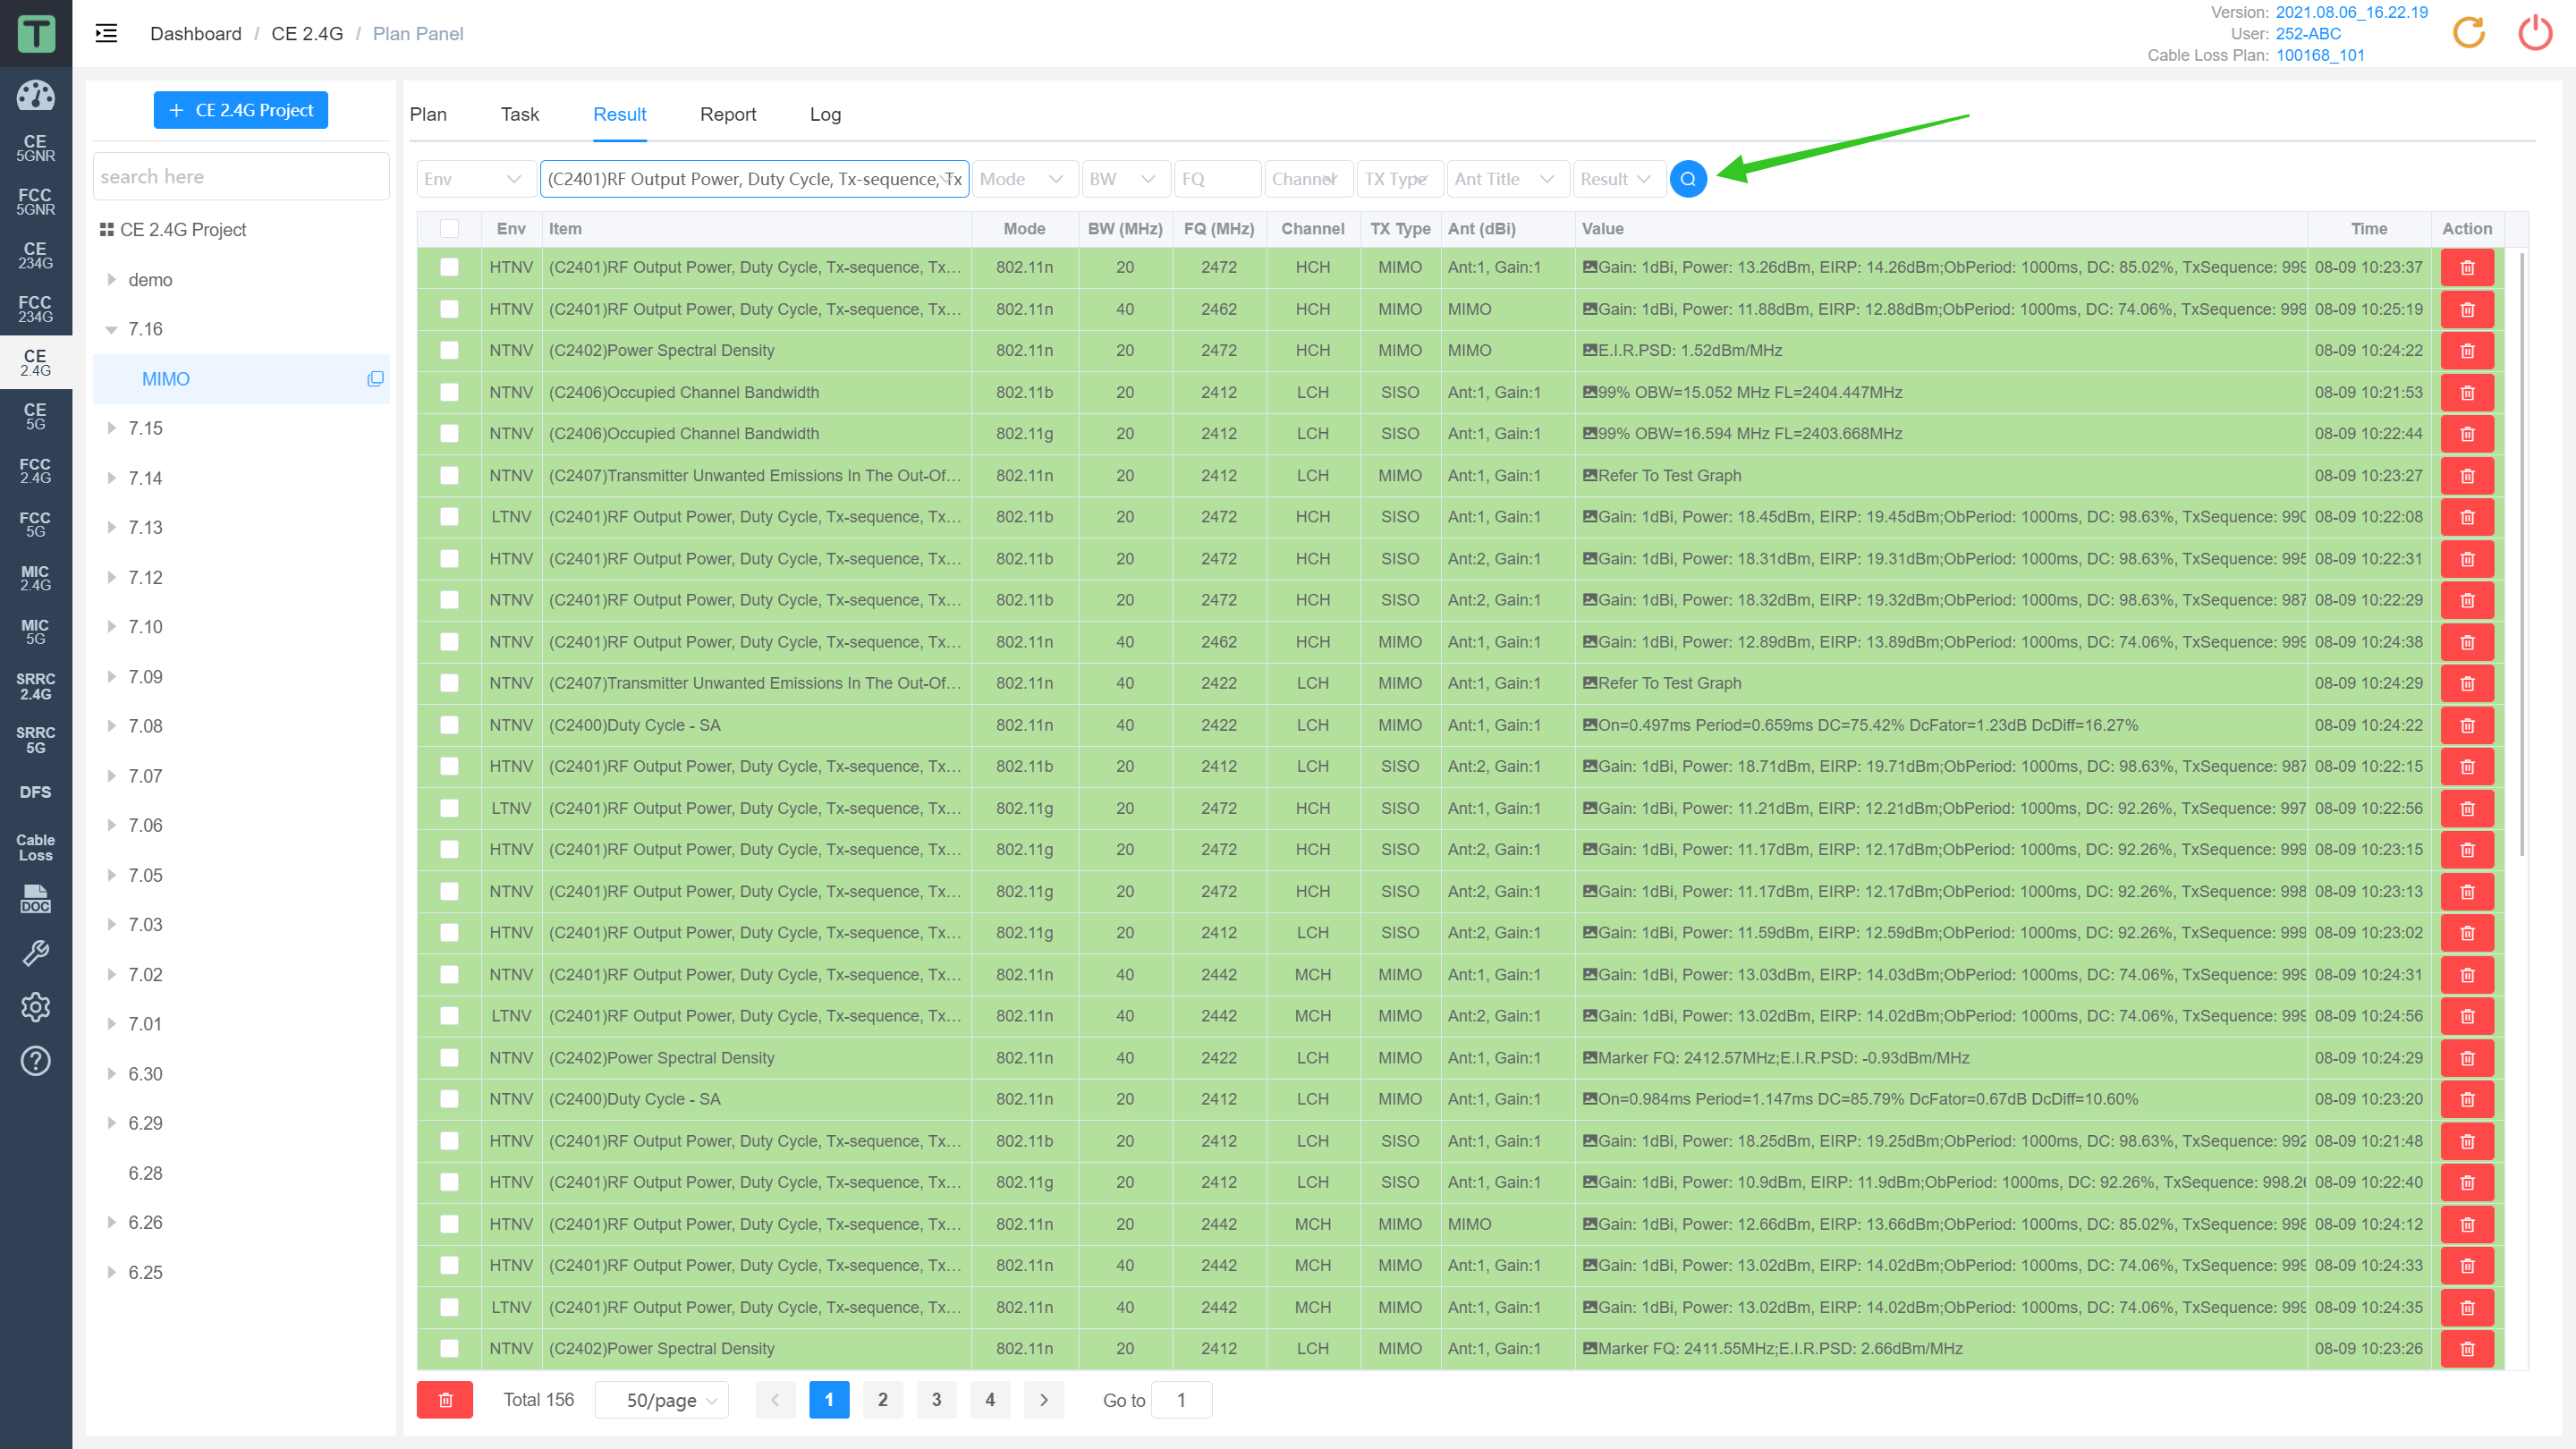 T
Dashboard / CE 2.4G / Plan Panel
Version: 2021.08.06_16.22.19
User: 252-ABC
Cable Loss Plan: 100168_101
CE
5GNR
FCC
5GNR
CE
234G
FCC
234G
CE
2.4G
CE
5G
FCC
2.4G
FCC
5G
MIC
2.4G
MIC
5G
SRRC
2.4G
SRRC
5G
DFS
Cable
Loss
DOC
+ CE 2.4G Project
search here
CE 2.4G Project
demo
7.16
MIMO
7.15
7.14
7.13
7.12
7.10
7.09
7.08
7.07
7.06
7.05
7.03
7.02
7.01
6.30
6.29
6.28
6.26
6.25
Plan Task Result Report Log
Env (C2401)RF Output Power, Duty Cycle, Tx-sequence, Tx Mode BW FQ Channel TX Type Ant Title Result
Env Item Mode BW (MHz) FQ (MHz) Channel TX Type Ant (dBi) Value Time Action
HTNV (C2401)RF Output Power, Duty Cycle, Tx-sequence, Tx… 802.11n 20 2472 HCH MIMO Ant:1, Gain:1 Gain: 1dBi, Power: 13.26dBm, EIRP: 14.26dBm;ObPeriod: 1000ms, DC: 85.02%, TxSequence: 999 08-09 10:23:37
HTNV (C2401)RF Output Power, Duty Cycle, Tx-sequence, Tx… 802.11n 40 2462 HCH MIMO MIMO Gain: 1dBi, Power: 11.88dBm, EIRP: 12.88dBm;ObPeriod: 1000ms, DC: 74.06%, TxSequence: 999 08-09 10:25:19
NTNV (C2402)Power Spectral Density 802.11n 20 2472 HCH MIMO MIMO E.I.R.PSD: 1.52dBm/MHz 08-09 10:24:22
NTNV (C2406)Occupied Channel Bandwidth 802.11b 20 2412 LCH SISO Ant:1, Gain:1 99% OBW=15.052 MHz FL=2404.447MHz 08-09 10:21:53
NTNV (C2406)Occupied Channel Bandwidth 802.11g 20 2412 LCH SISO Ant:1, Gain:1 99% OBW=16.594 MHz FL=2403.668MHz 08-09 10:22:44
NTNV (C2407)Transmitter Unwanted Emissions In The Out-Of… 802.11n 20 2412 LCH MIMO Ant:1, Gain:1 Refer To Test Graph 08-09 10:23:27
LTNV (C2401)RF Output Power, Duty Cycle, Tx-sequence, Tx… 802.11b 20 2472 HCH SISO Ant:1, Gain:1 Gain: 1dBi, Power: 18.45dBm, EIRP: 19.45dBm;ObPeriod: 1000ms, DC: 98.63%, TxSequence: 990 08-09 10:22:08
HTNV (C2401)RF Output Power, Duty Cycle, Tx-sequence, Tx… 802.11b 20 2472 HCH SISO Ant:2, Gain:1 Gain: 1dBi, Power: 18.31dBm, EIRP: 19.31dBm;ObPeriod: 1000ms, DC: 98.63%, TxSequence: 995 08-09 10:22:31
NTNV (C2401)RF Output Power, Duty Cycle, Tx-sequence, Tx… 802.11b 20 2472 HCH SISO Ant:2, Gain:1 Gain: 1dBi, Power: 18.32dBm, EIRP: 19.32dBm;ObPeriod: 1000ms, DC: 98.63%, TxSequence: 987 08-09 10:22:29
NTNV (C2401)RF Output Power, Duty Cycle, Tx-sequence, Tx… 802.11n 40 2462 HCH MIMO Ant:1, Gain:1 Gain: 1dBi, Power: 12.89dBm, EIRP: 13.89dBm;ObPeriod: 1000ms, DC: 74.06%, TxSequence: 999 08-09 10:24:38
NTNV (C2407)Transmitter Unwanted Emissions In The Out-Of… 802.11n 40 2422 LCH MIMO Ant:1, Gain:1 Refer To Test Graph 08-09 10:24:29
NTNV (C2400)Duty Cycle - SA 802.11n 40 2422 LCH MIMO Ant:1, Gain:1 On=0.497ms Period=0.659ms DC=75.42% DcFator=1.23dB DcDiff=16.27% 08-09 10:24:22
HTNV (C2401)RF Output Power, Duty Cycle, Tx-sequence, Tx… 802.11b 20 2412 LCH SISO Ant:2, Gain:1 Gain: 1dBi, Power: 18.71dBm, EIRP: 19.71dBm;ObPeriod: 1000ms, DC: 98.63%, TxSequence: 987 08-09 10:22:15
LTNV (C2401)RF Output Power, Duty Cycle, Tx-sequence, Tx… 802.11g 20 2472 HCH SISO Ant:1, Gain:1 Gain: 1dBi, Power: 11.21dBm, EIRP: 12.21dBm;ObPeriod: 1000ms, DC: 92.26%, TxSequence: 997 08-09 10:22:56
HTNV (C2401)RF Output Power, Duty Cycle, Tx-sequence, Tx… 802.11g 20 2472 HCH SISO Ant:2, Gain:1 Gain: 1dBi, Power: 11.17dBm, EIRP: 12.17dBm;ObPeriod: 1000ms, DC: 92.26%, TxSequence: 999 08-09 10:23:15
NTNV (C2401)RF Output Power, Duty Cycle, Tx-sequence, Tx… 802.11g 20 2472 HCH SISO Ant:2, Gain:1 Gain: 1dBi, Power: 11.17dBm, EIRP: 12.17dBm;ObPeriod: 1000ms, DC: 92.26%, TxSequence: 998 08-09 10:23:13
HTNV (C2401)RF Output Power, Duty Cycle, Tx-sequence, Tx… 802.11g 20 2412 LCH SISO Ant:2, Gain:1 Gain: 1dBi, Power: 11.59dBm, EIRP: 12.59dBm;ObPeriod: 1000ms, DC: 92.26%, TxSequence: 999 08-09 10:23:02
NTNV (C2401)RF Output Power, Duty Cycle, Tx-sequence, Tx… 802.11n 40 2442 MCH MIMO Ant:1, Gain:1 Gain: 1dBi, Power: 13.03dBm, EIRP: 14.03dBm;ObPeriod: 1000ms, DC: 74.06%, TxSequence: 999 08-09 10:24:31
LTNV (C2401)RF Output Power, Duty Cycle, Tx-sequence, Tx… 802.11n 40 2442 MCH MIMO Ant:2, Gain:1 Gain: 1dBi, Power: 13.02dBm, EIRP: 14.02dBm;ObPeriod: 1000ms, DC: 74.06%, TxSequence: 999 08-09 10:24:56
NTNV (C2402)Power Spectral Density 802.11n 40 2422 LCH MIMO Ant:1, Gain:1 Marker FQ: 2412.57MHz;E.I.R.PSD: -0.93dBm/MHz 08-09 10:24:29
NTNV (C2400)Duty Cycle - SA 802.11n 20 2412 LCH MIMO Ant:1, Gain:1 On=0.984ms Period=1.147ms DC=85.79% DcFator=0.67dB DcDiff=10.60% 08-09 10:23:20
HTNV (C2401)RF Output Power, Duty Cycle, Tx-sequence, Tx… 802.11b 20 2412 LCH SISO Ant:1, Gain:1 Gain: 1dBi, Power: 18.25dBm, EIRP: 19.25dBm;ObPeriod: 1000ms, DC: 98.63%, TxSequence: 992 08-09 10:21:48
HTNV (C2401)RF Output Power, Duty Cycle, Tx-sequence, Tx… 802.11g 20 2412 LCH SISO Ant:1, Gain:1 Gain: 1dBi, Power: 10.9dBm, EIRP: 11.9dBm;ObPeriod: 1000ms, DC: 92.26%, TxSequence: 998.26 08-09 10:22:40
HTNV (C2401)RF Output Power, Duty Cycle, Tx-sequence, Tx… 802.11n 20 2442 MCH MIMO MIMO Gain: 1dBi, Power: 12.66dBm, EIRP: 13.66dBm;ObPeriod: 1000ms, DC: 85.02%, TxSequence: 998 08-09 10:24:12
HTNV (C2401)RF Output Power, Duty Cycle, Tx-sequence, Tx… 802.11n 40 2442 MCH MIMO Ant:1, Gain:1 Gain: 1dBi, Power: 13.02dBm, EIRP: 14.02dBm;ObPeriod: 1000ms, DC: 74.06%, TxSequence: 999 08-09 10:24:33
LTNV (C2401)RF Output Power, Duty Cycle, Tx-sequence, Tx… 802.11n 40 2442 MCH MIMO Ant:1, Gain:1 Gain: 1dBi, Power: 13.02dBm, EIRP: 14.02dBm;ObPeriod: 1000ms, DC: 74.06%, TxSequence: 999 08-09 10:24:35
NTNV (C2402)Power Spectral Density 802.11n 20 2412 LCH MIMO Ant:1, Gain:1 Marker FQ: 2411.55MHz;E.I.R.PSD: 2.66dBm/MHz 08-09 10:23:26
Total 156 50/page 1 2 3 4 Go to 1